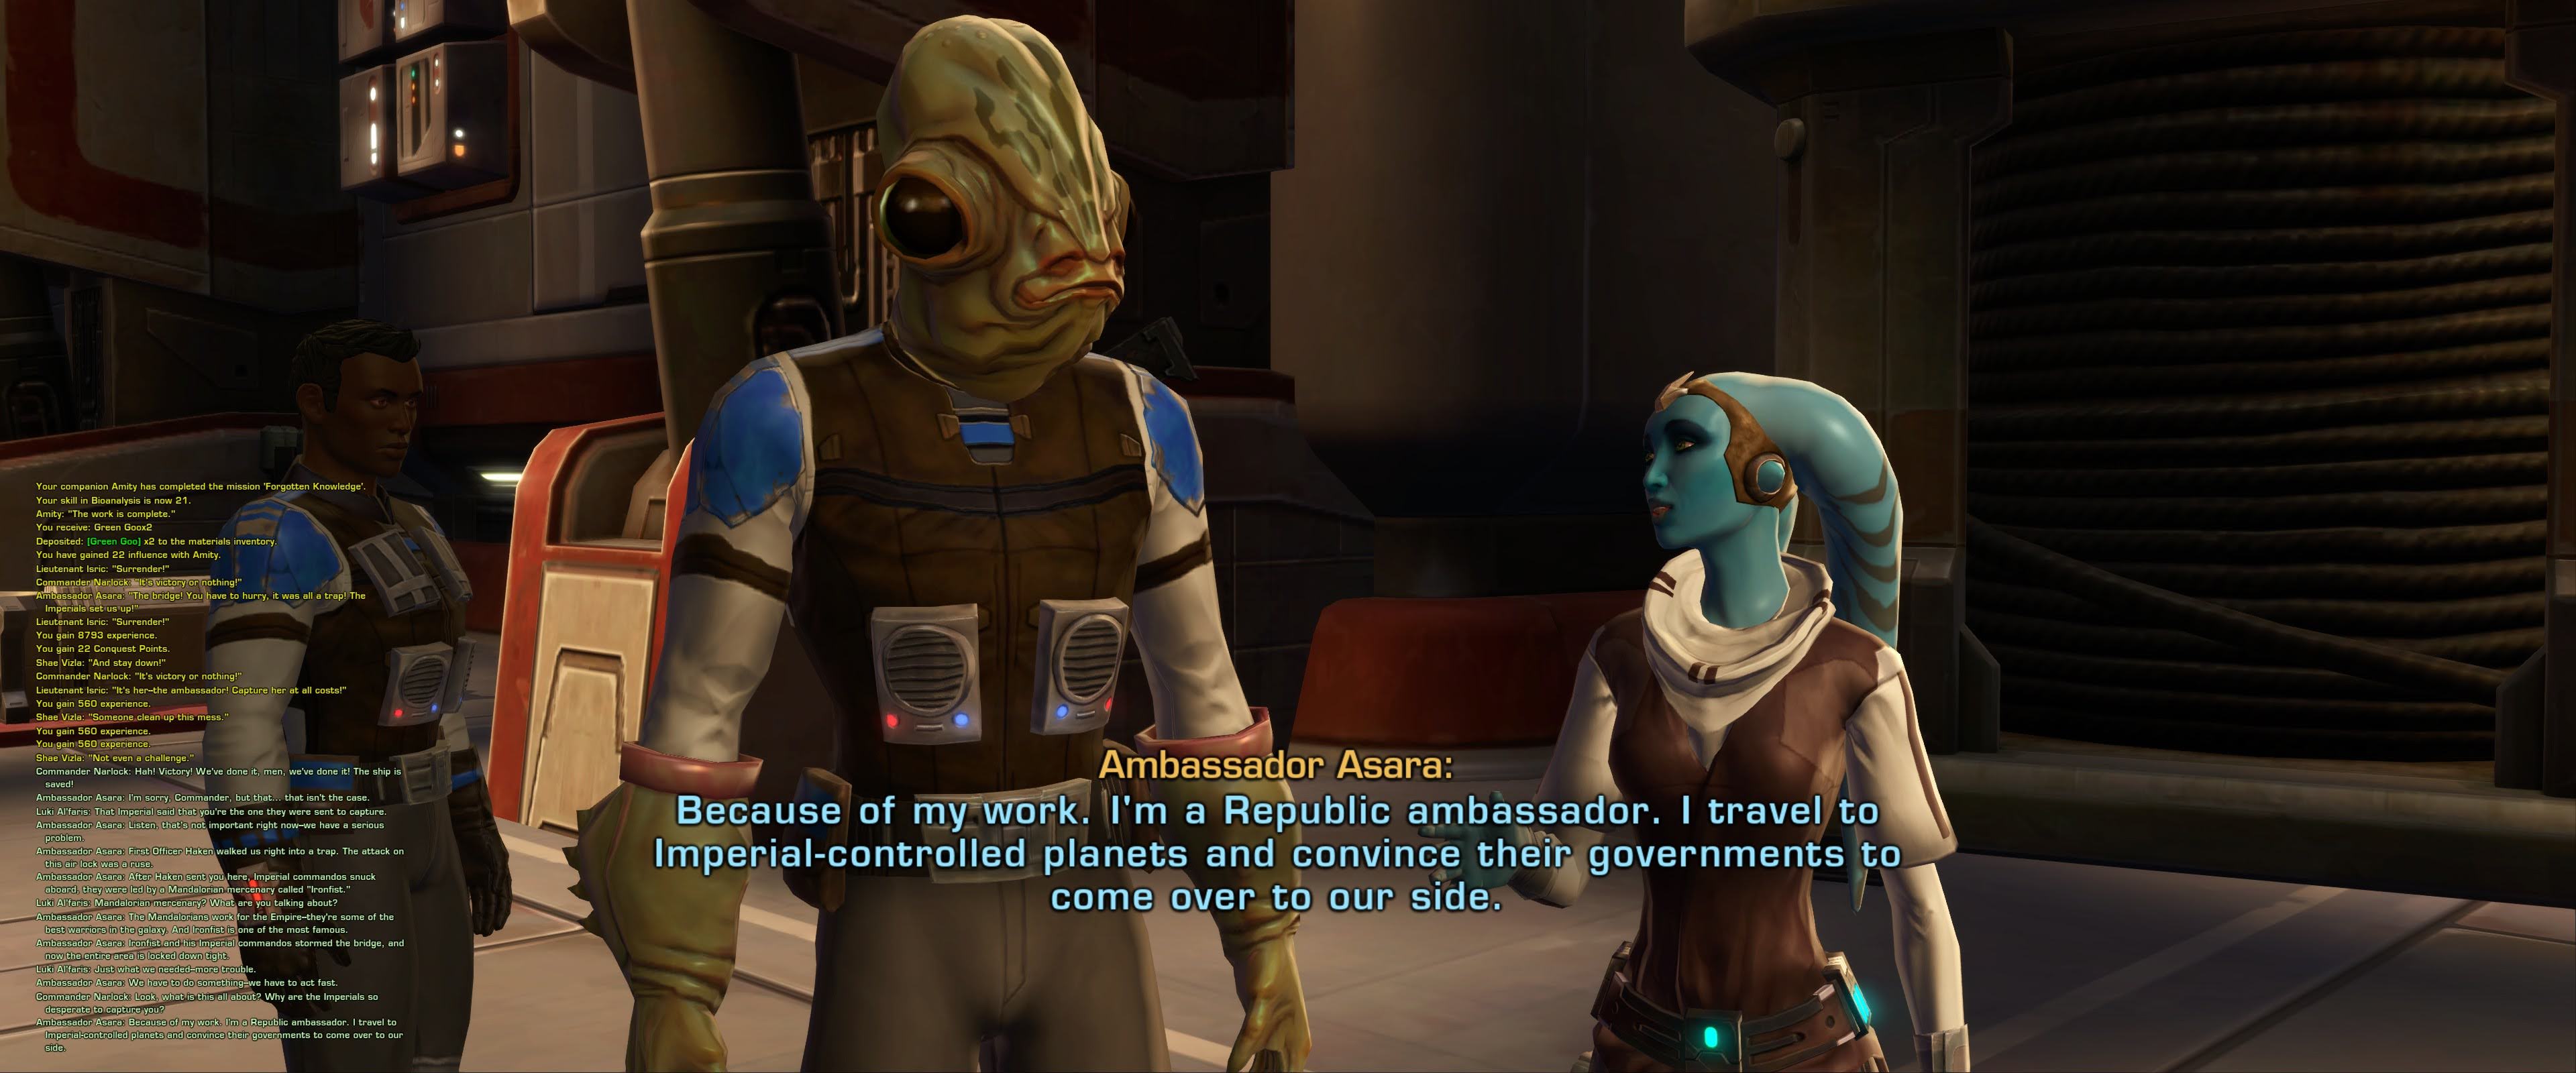 Your companion Amity has completed the mission 'Forgotten Knowledge'.
Your skill in Bioanalysis is now 21.
Amity: "The work is complete."
You receive: Green Goox2
Deposited: [Green Goo] x2 to the materials inventory.
You have gained 22 influence with Amity.
Lieutenant Isric: "Surrender!"
Commander Narlock: "It's victory or nothing!"
Ambassador Asara: "The bridge! You have to hurry, it was all a trap! The
Imperials set us up!"
Lieutenant Isric: "Surrender!"
You gain 8793 experience.
You gain 22 Conquest Points.
Shae Vizla: "And stay down!"
Commander Narlock: "It's victory or nothing!"
Lieutenant Isric: "It's her—the ambassador! Capture her at all costs!"
You gain 560 experience.
Shae Vizla: "Someone clean up this mess."
You gain 560 experience.
You gain 560 experience.
Shae Vizla: "Not even a challenge."
Commander Narlock: Hah! Victory! We've done it, men, we've done it! The ship is
saved!
Ambassador Asara: I'm sorry, Commander, but that... that isn't the case.
Luki Al'faris: That Imperial said that you're the one they were sent to capture.
Ambassador Asara: Listen, that's not important right now—we have a serious
problem.
Ambassador Asara: First Officer Haken walked us right into a trap. The attack on
this air lock was a ruse.
Ambassador Asara: After Haken sent you here, Imperial commandos snuck
aboard, they were led by a Mandalorian mercenary called "Ironfist."
Luki Al'faris: Mandalorian mercenary? What are you talking about?
Ambassador Asara: The Mandalorians work for the Empire—they're some of the
best warriors in the galaxy. And Ironfist is one of the most famous.
Ambassador Asara: Ironfist and his Imperial commandos stormed the bridge, and
now the entire area is locked down tight.
Luki Al'faris: Just what we needed—more trouble.
Ambassador Asara: We have to do something—we have to act fast.
Commander Narlock: Look, what is this all about? Why are the Imperials so
desperate to capture you?
Ambassador Asara: Because of my work. I'm a Republic ambassador. I travel to
Imperial-controlled planets and convince their governments to come over to our
side.
Ambassador Asara:
Because of my work. I'm a Republic ambassador. I travel to
Imperial-controlled planets and convince their governments to
come over to our side.